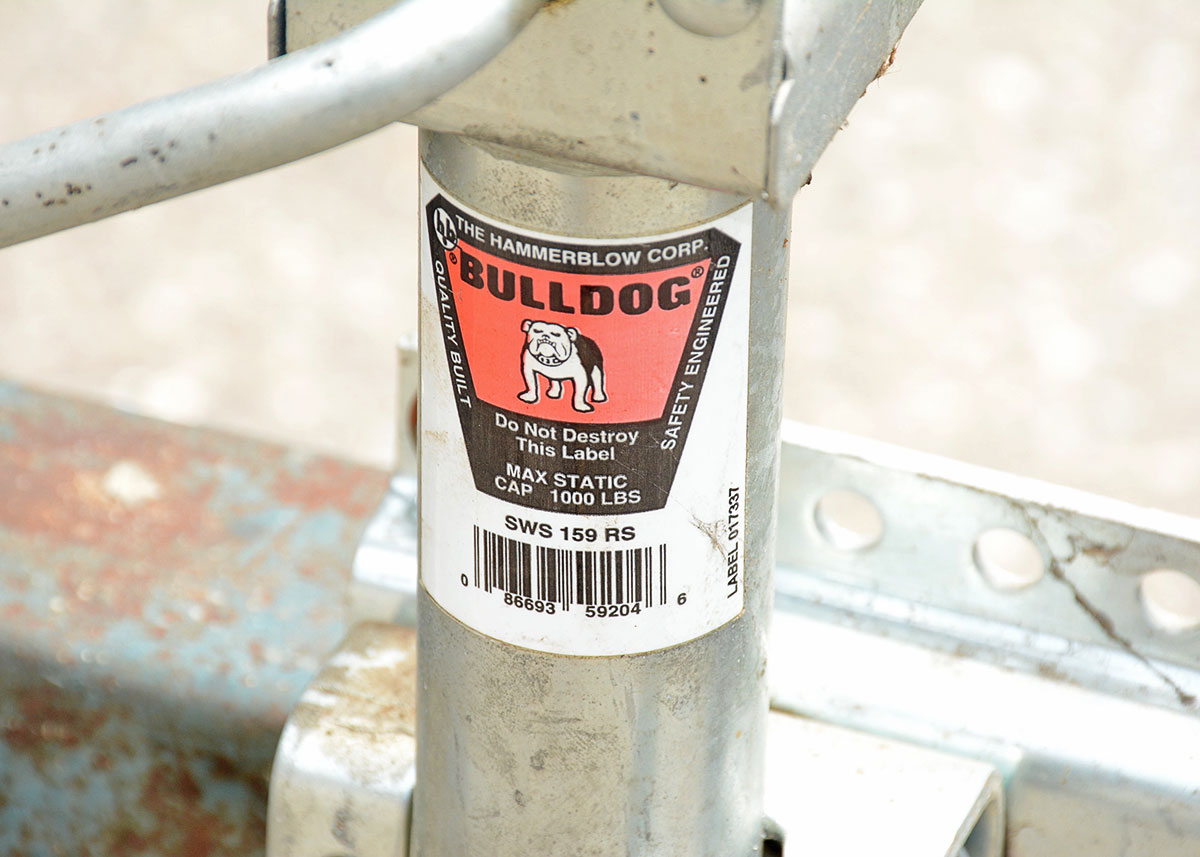 hb
THE HAMMERBLOW CORP.
® BULLDOG®
QUALITY BUILT
SAFETY ENGINEERED
Do Not Destroy
This Label
MAX STATIC
CAP 1000 LBS
SWS 159 RS
0 86693 59204 6
LABEL 017337